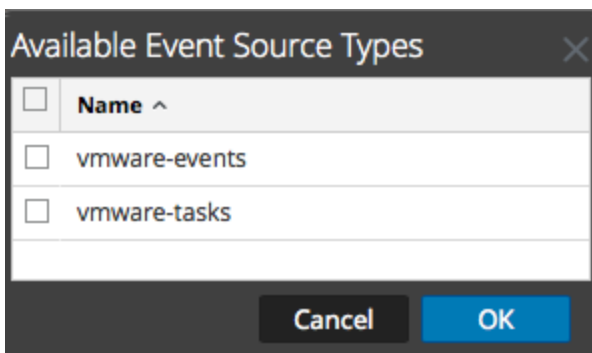 Available Event Source Types
Name
vmware-events
vmware-tasks
Cancel OK